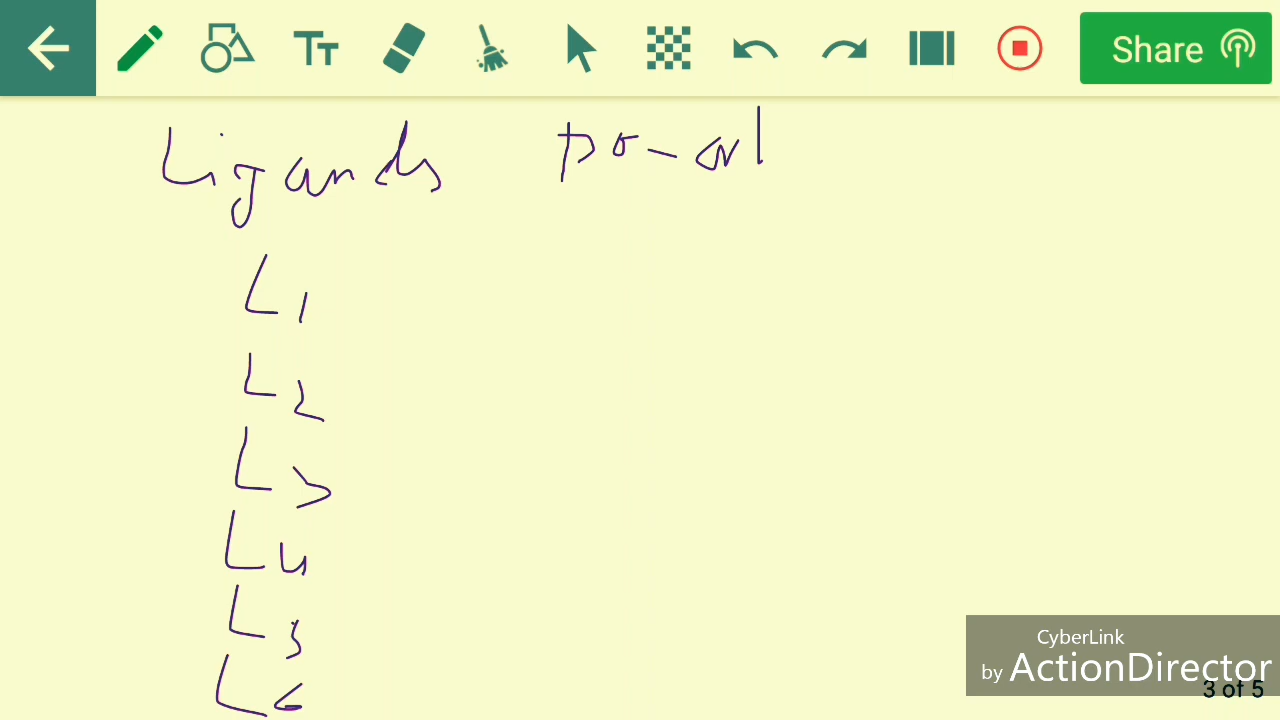 Share
Ligands
L1
L2
L3
L4
L5
L6
CyberLink
by ActionDirector
3 of 5